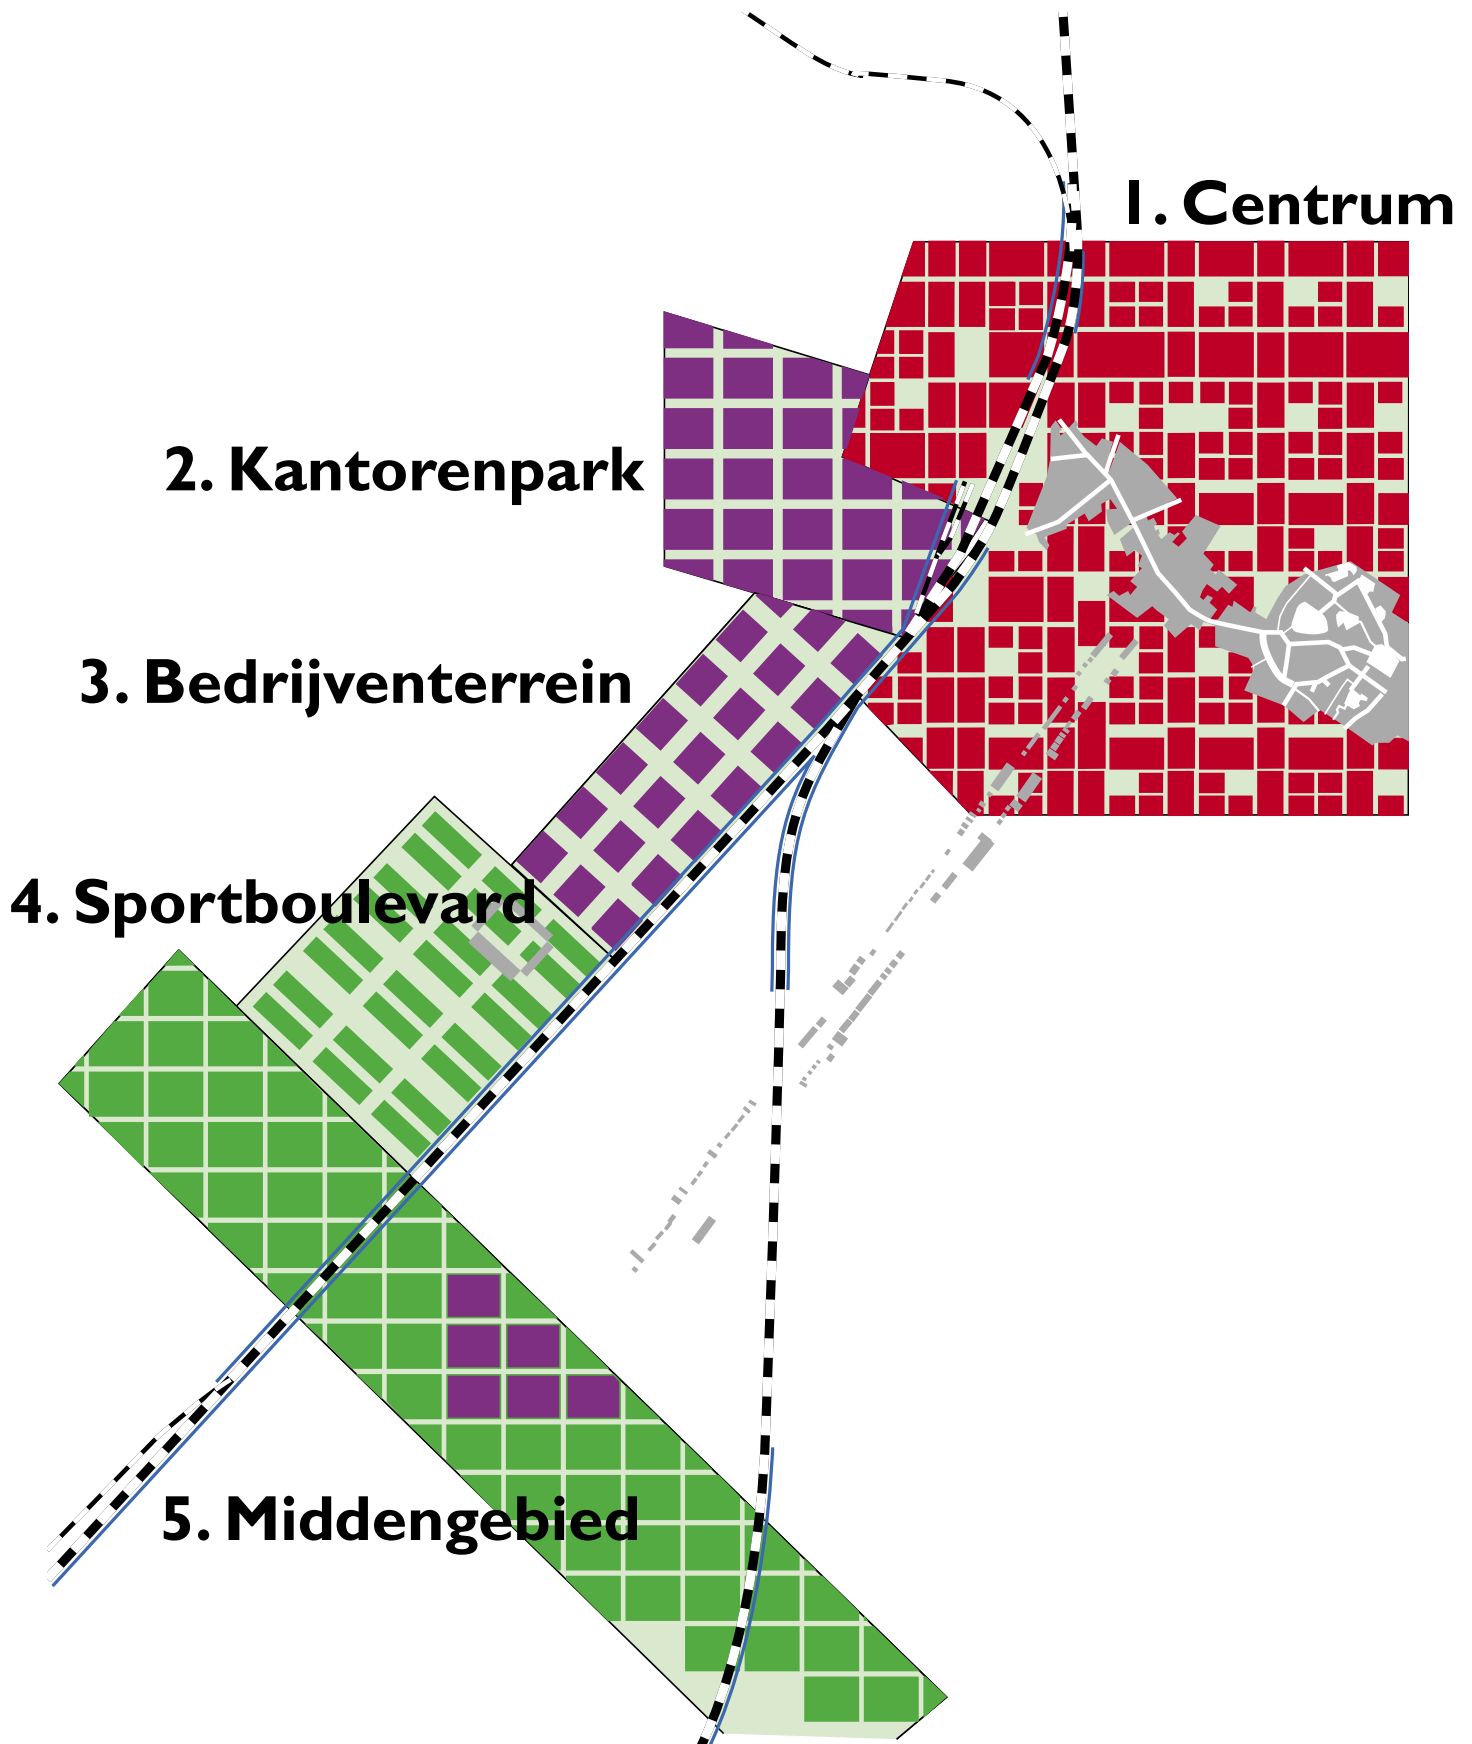 1. Centrum
2. Kantorenpark
3. Bedrijventerrein
4. Sportboulevard
5. Middengebied